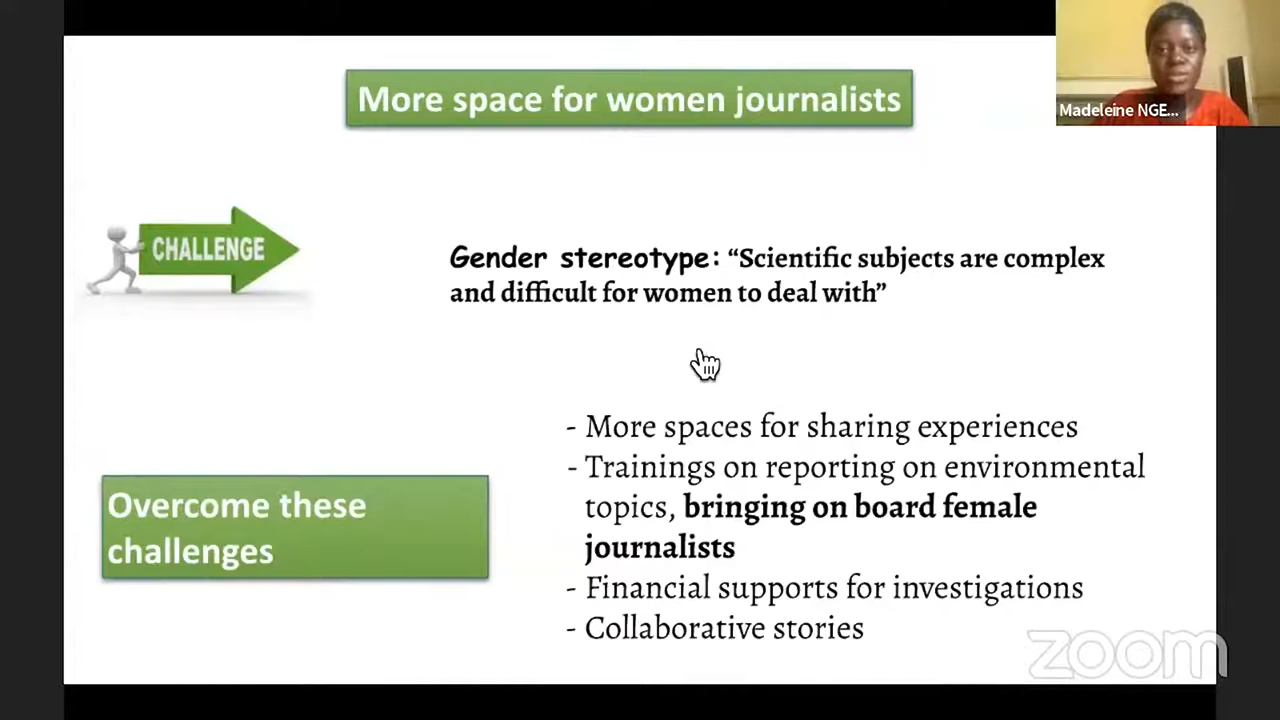 More space for women journalists
Madeleine NGE...
CHALLENGE
Gender stereotype: “Scientific subjects are complex
and difficult for women to deal with”
- More spaces for sharing experiences
- Trainings on reporting on environmental
topics, bringing on board female
journalists
- Financial supports for investigations
- Collaborative stories
Overcome these
challenges
zoom